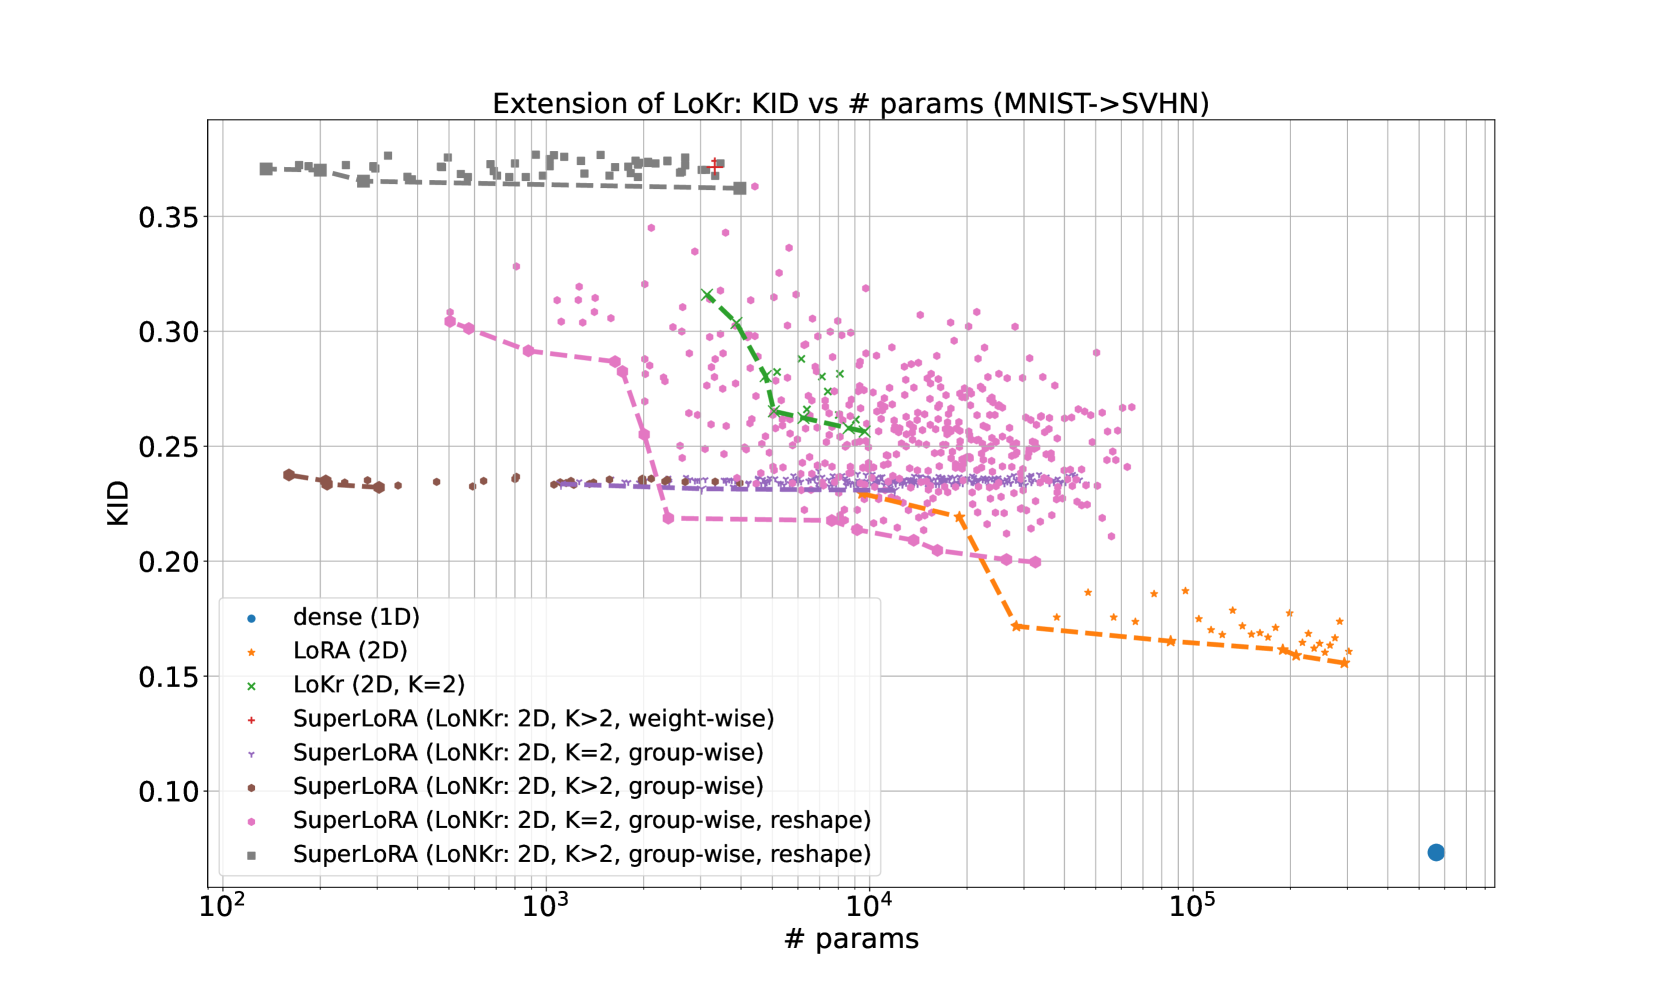 Extension of LoKr: KID vs # params (MNIST->SVHN)
KID
0.35
0.30
0.25
0.20
0.15
0.10
dense (1D)
LoRA (2D)
LoKr (2D, K=2)
SuperLoRA (LoNKr: 2D, K>2, weight-wise)
SuperLoRA (LoNKr: 2D, K=2, group-wise)
SuperLoRA (LoNKr: 2D, K>2, group-wise)
SuperLoRA (LoNKr: 2D, K=2, group-wise, reshape)
SuperLoRA (LoNKr: 2D, K>2, group-wise, reshape)
10² 10³ 10⁴ 10⁵
# params